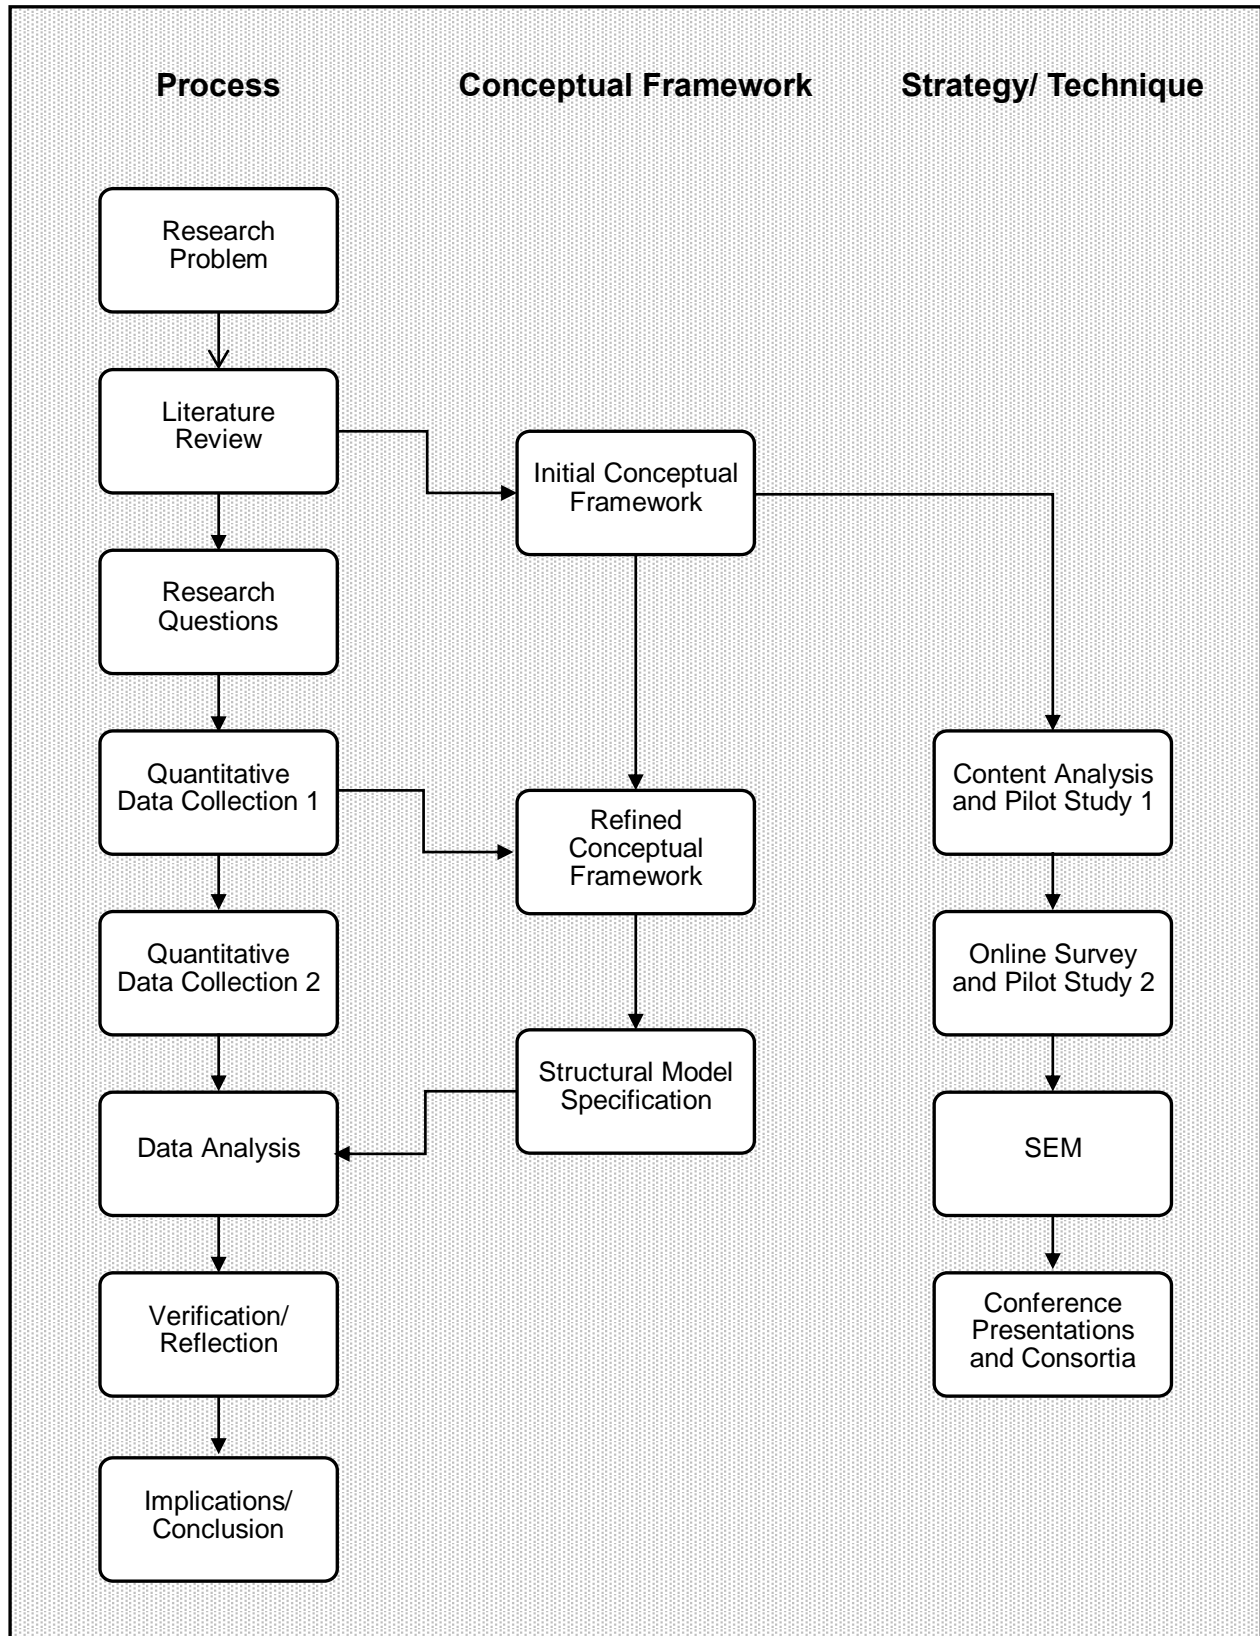 Process
Conceptual Framework
Strategy/ Technique
Research
Problem
Literature
Review
Initial Conceptual
Framework
Research
Questions
Quantitative
Data Collection 1
Refined
Conceptual
Framework
Content Analysis
and Pilot Study 1
Quantitative
Data Collection 2
Online Survey
and Pilot Study 2
Structural Model
Specification
Data Analysis
SEM
Verification/
Reflection
Conference
Presentations
and Consortia
Implications/
Conclusion